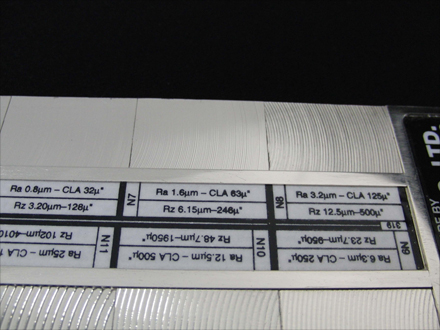 Ra 0.8µm – CLA 32µ"
Rz 3.20µm–126µ"
N7
Ra 1.6µm – CLA 63µ"
Rz 6.15µm–246µ"
N8
Ra 3.2µm – CLA 125µ"
Rz 12.5µm–500µ"
319
N9
Ra 6.3µm – CLA 250µ"
Rz 23.7µm–950µ"
N10
Ra 12.5µm – CLA 500µ"
Rz 48.7µm–1950µ"
N11
Ra 25µm – CLA
Rz 102µm–4010
LTD.
BY